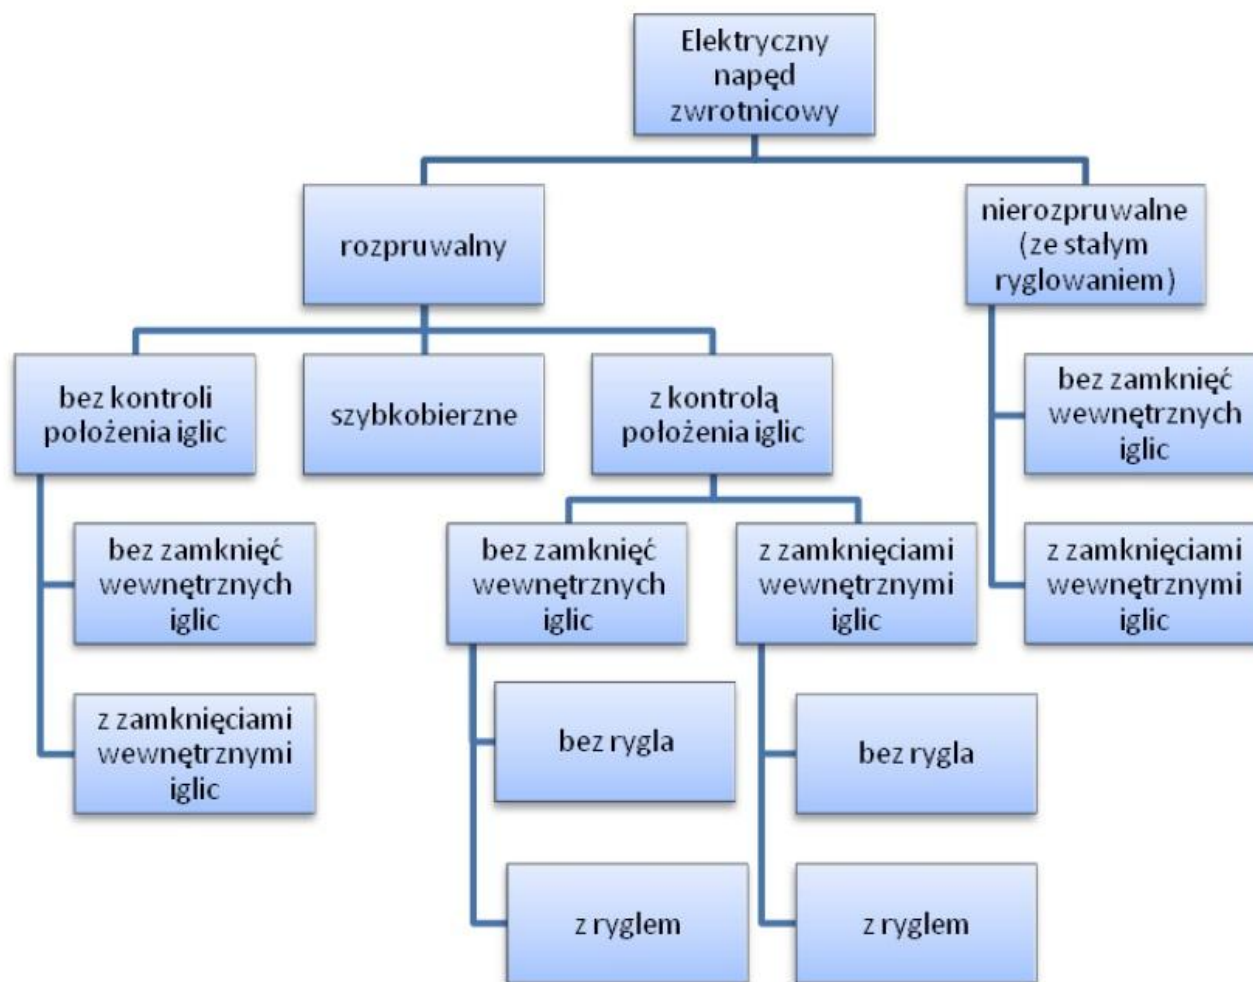 Elektryczny
napęd
zwrotnicowy
rozpruwalny
nierozpruwalne
(ze stałym
ryglowaniem)
bez kontroli
położenia iglic
szybkobierzne
z kontrolą
położenia iglic
bez zamknięć
wewnętrznych
iglic
bez zamknięć
wewnętrznych
iglic
bez zamknięć
wewnętrznych
iglic
z zamknięciami
wewnętrznymi
iglic
z zamknięciami
wewnętrznymi
iglic
z zamknięciami
wewnętrznymi
iglic
bez rygla
bez rygla
z ryglem
z ryglem